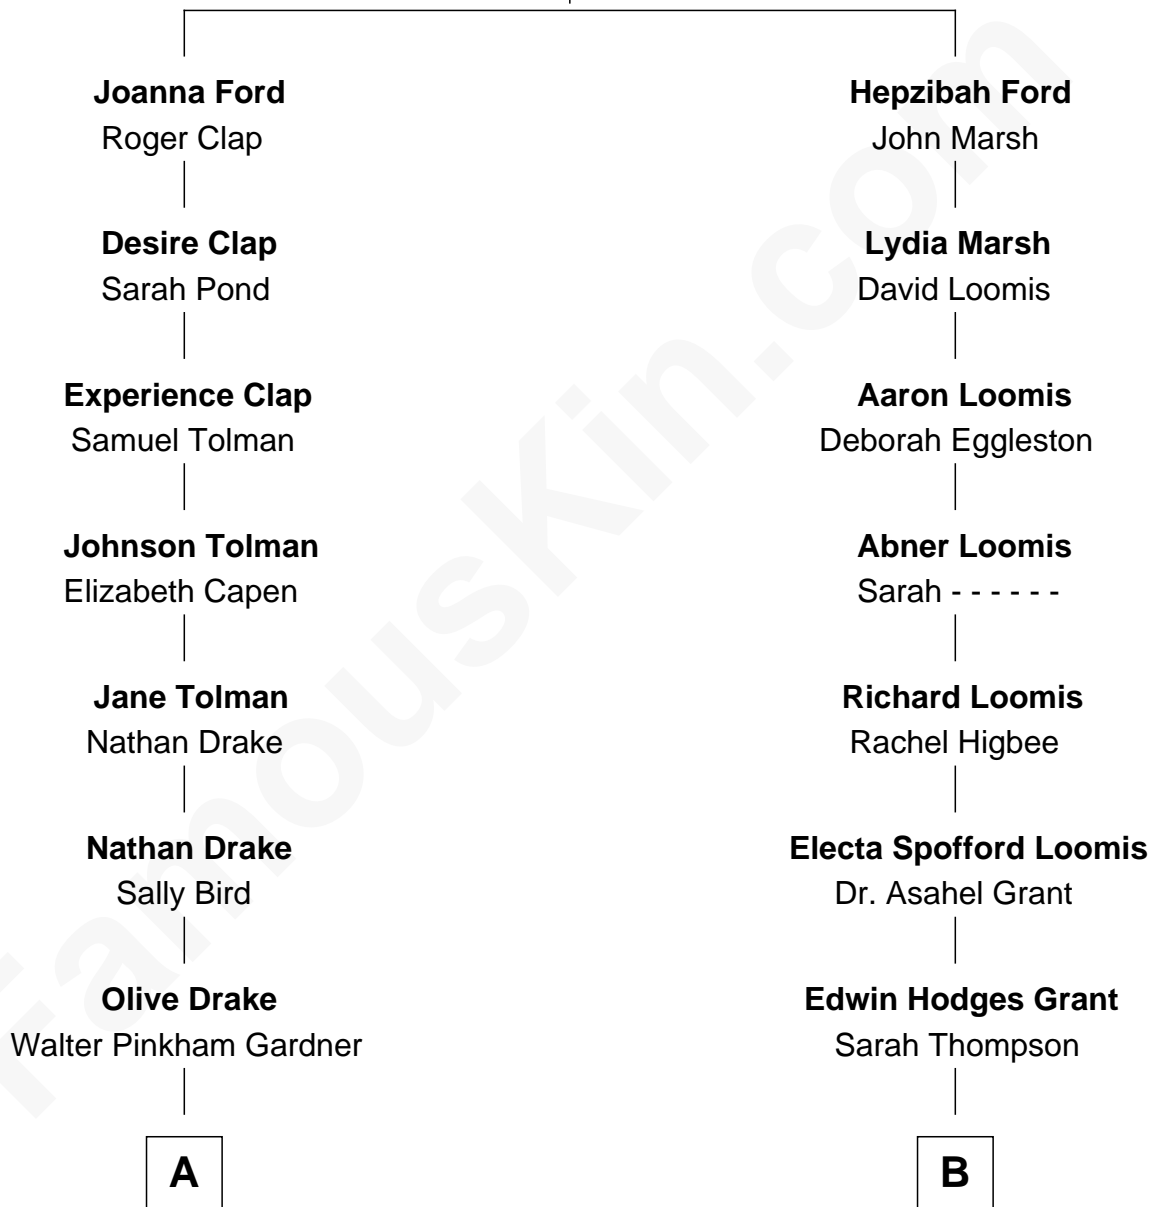 Joanna Ford
Roger Clap
Desire Clap
Sarah Pond
Experience Clap
Samuel Tolman
Johnson Tolman
Elizabeth Capen
Jane Tolman
Nathan Drake
Nathan Drake
Sally Bird
Olive Drake
Walter Pinkham Gardner
A
Hepzibah Ford
John Marsh
Lydia Marsh
David Loomis
Aaron Loomis
Deborah Eggleston
Abner Loomis
Sarah - - - - - -
Richard Loomis
Rachel Higbee
Electa Spofford Loomis
Dr. Asahel Grant
Edwin Hodges Grant
Sarah Thompson
B
FamousKin.com